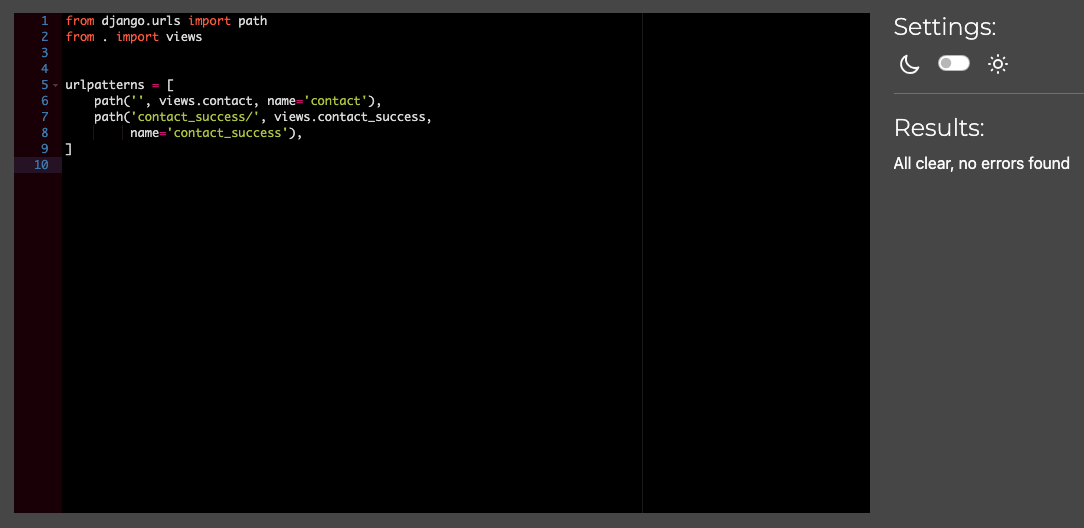 1 from django.urls import path
2 from . import views
3
4
5 urlpatterns = [
6     path('', views.contact, name='contact'),
7     path('contact_success/', views.contact_success,
8          name='contact_success'),
9 ]
10
Settings:
Results:
All clear, no errors found